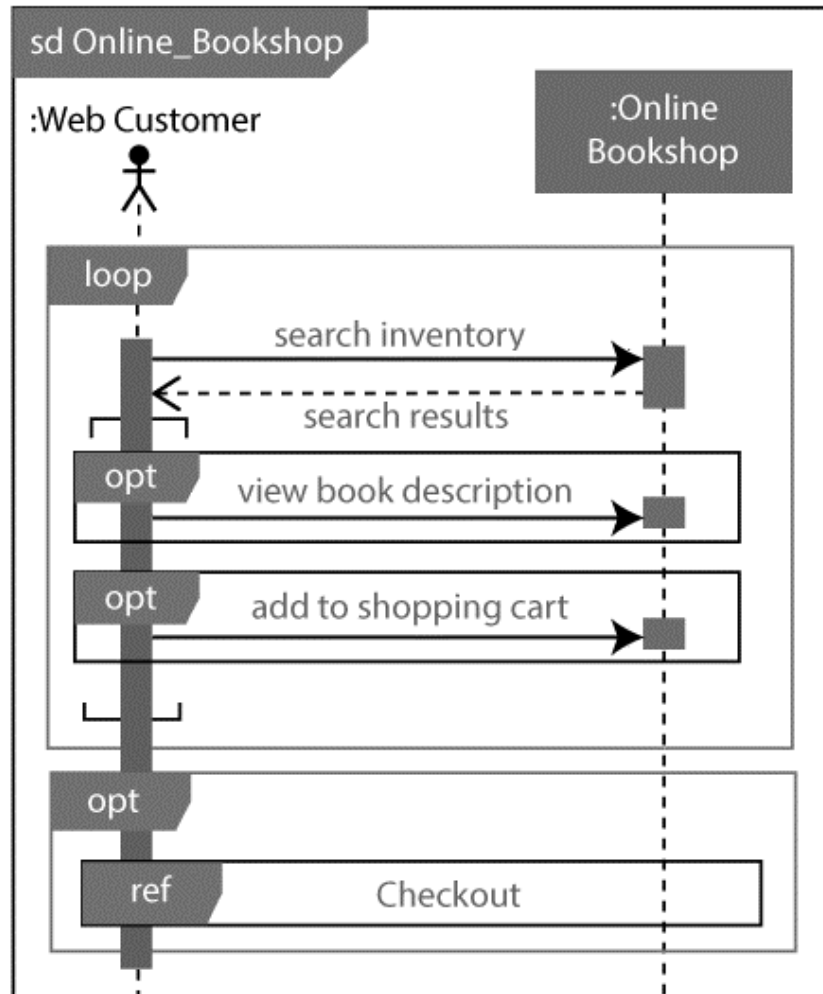 sd Online_Bookshop
:Web Customer
:Online
Bookshop
loop
search inventory
search results
opt
view book description
opt
add to shopping cart
opt
ref
Checkout